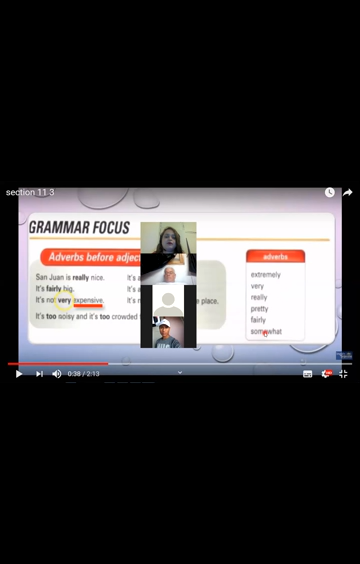 section 11 3
GRAMMAR FOCUS
Adverbs before adjec
San Juan is really nice.
It's fairly big.
It's not very expensive.
It's too noisy and it's too crowded
It's a
It's a
It's n
e place.
adverbs
extremely
very
really
pretty
fairly
somewhat
0:38 / 2:13